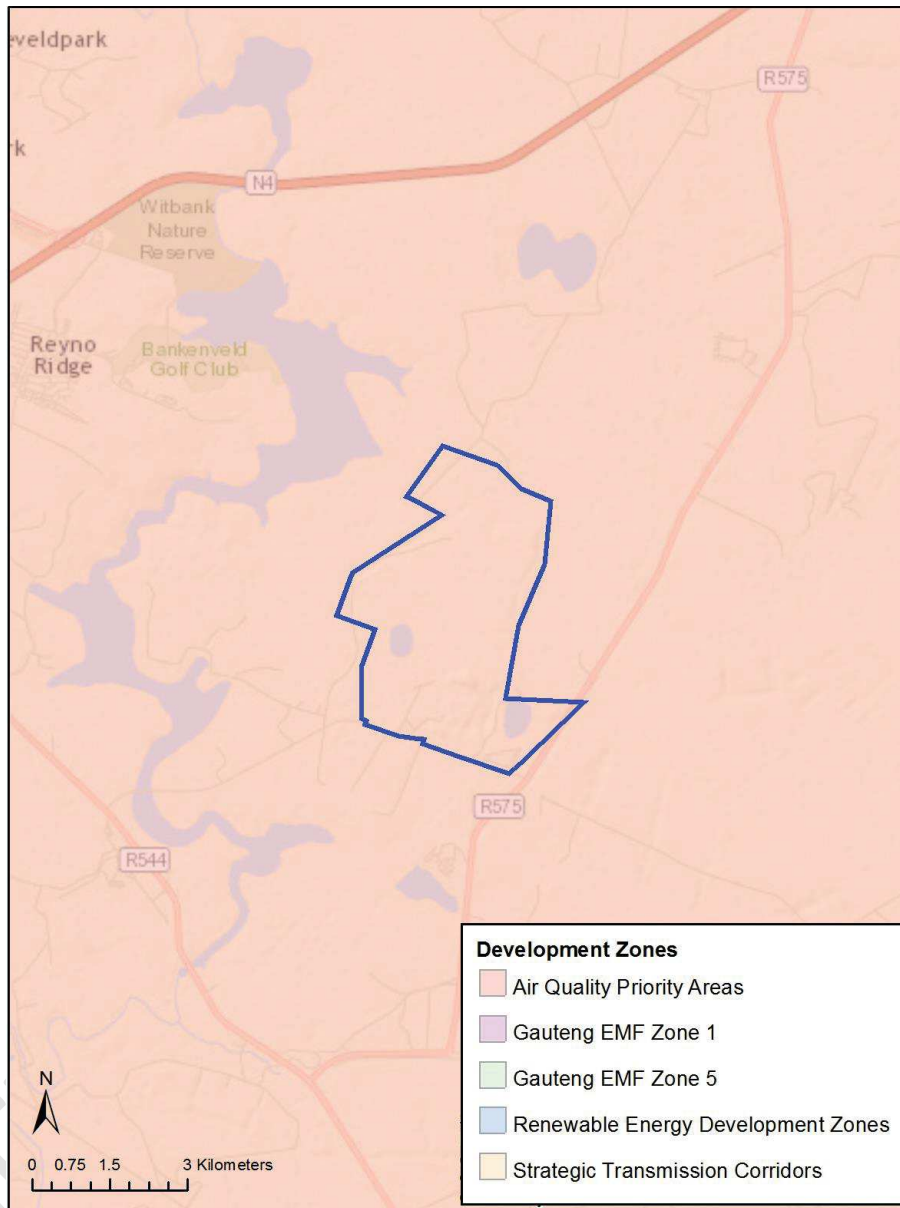 eveldpark
R575
rk
N4
Witbank
Nature
Reserve
Reyno
Ridge
Bankenveld
Golf Club
R575
R544
Development Zones
Air Quality Priority Areas
Gauteng EMF Zone 1
Gauteng EMF Zone 5
Renewable Energy Development Zones
Strategic Transmission Corridors
N
0 0.75 1.5 3 Kilometers